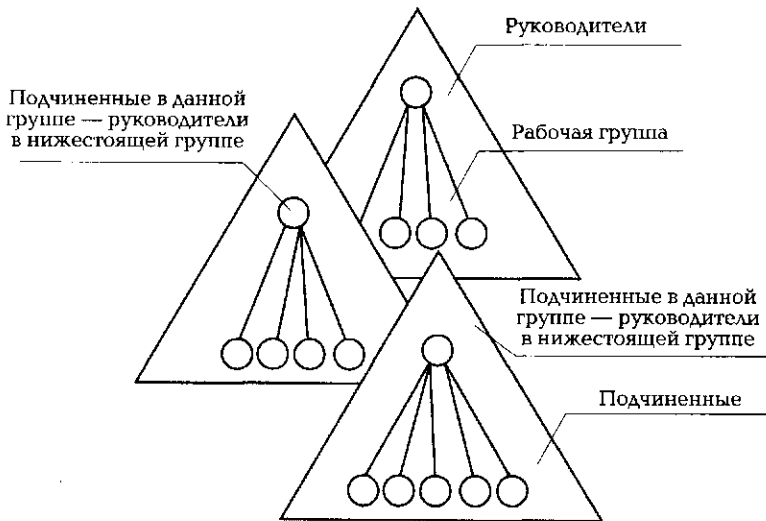 Руководители
Подчиненные в данной
группе — руководители
в нижестоящей группе
Рабочая группа
Подчиненные в данной
группе — руководители
в нижестоящей группе
Подчиненные